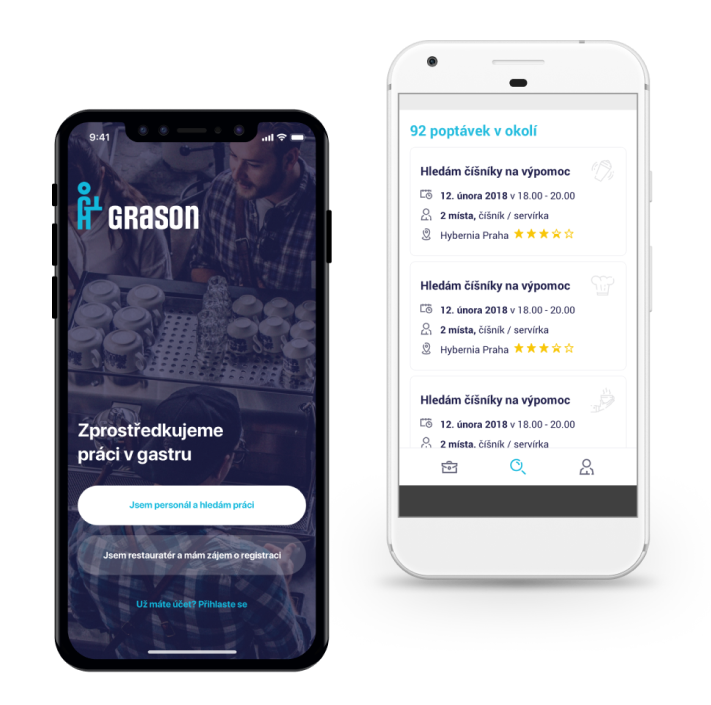 9:41
GRASON
Zprostředkujeme
práci v gastru
Jsem personál a hledám práci
Jsem restauratér a mám zájem o registraci
Už máte účet? Přihlaste se
92 poptávek v okolí
Hledám číšníky na výpomoc
12. února 2018 v 18.00 - 20.00
2 místa, číšník / servírka
Hybernia Praha
Hledám číšníky na výpomoc
12. února 2018 v 18.00 - 20.00
2 místa, číšník / servírka
Hybernia Praha
Hledám číšníky na výpomoc
12. února 2018 v 18.00 - 20.00
2 místa, číšník / servírka